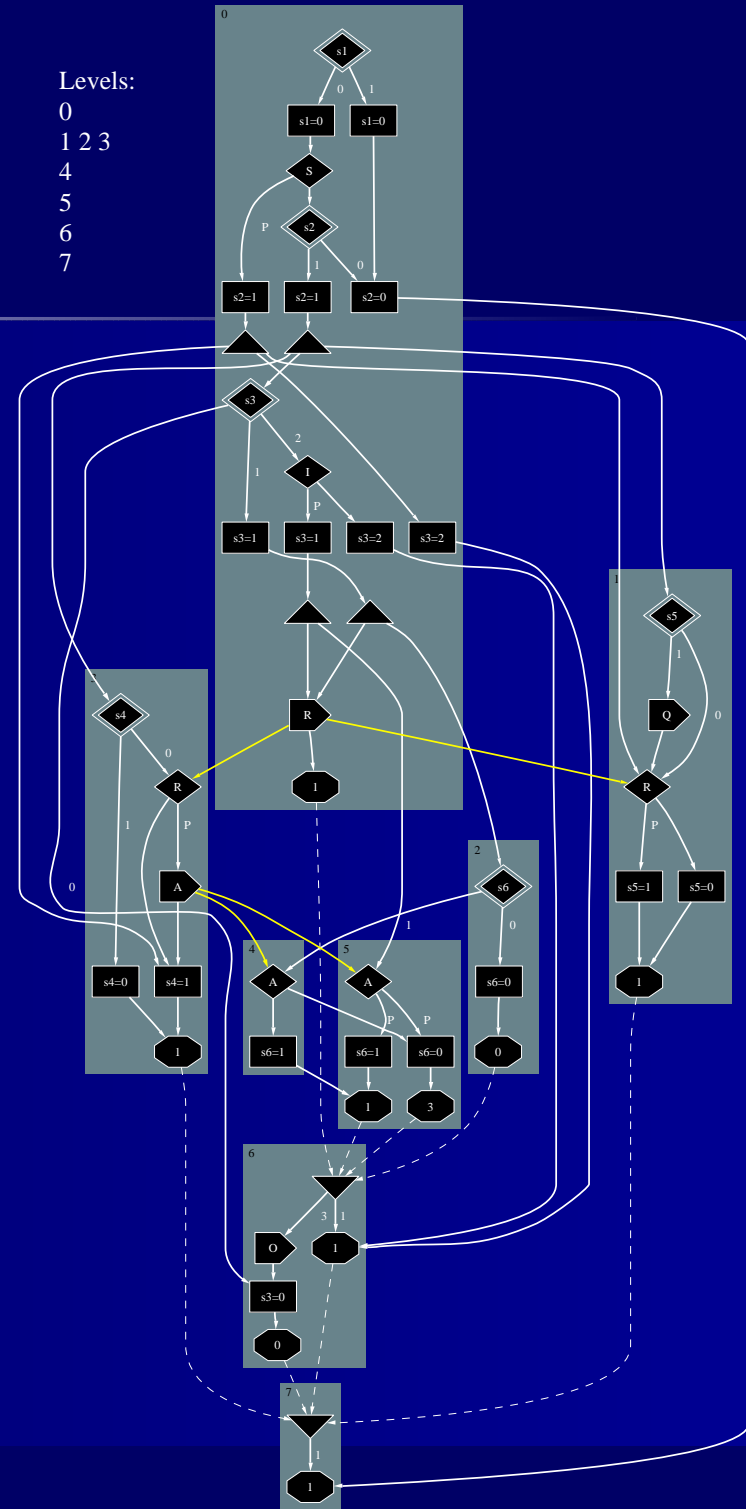 0
s1
Levels:
0
1 2 3
4
5
6
7
0 1
s1=0 s1=0
S
P
s2
1 0
s2=1 s2=1 s2=0
s3
2
1 I
P
s3=1 s3=1 s3=2 s3=2
1
s5
1
s4 R Q 0
0
1
R R
1 P P
2
0 A s6 s5=1 s5=0
1 0
4 5
s4=0 s4=1 A A s6=0 1
P P
1 s6=1 s6=1 s6=0 0
1 3
6
3 1
O 1
s3=0
0
7
1
1